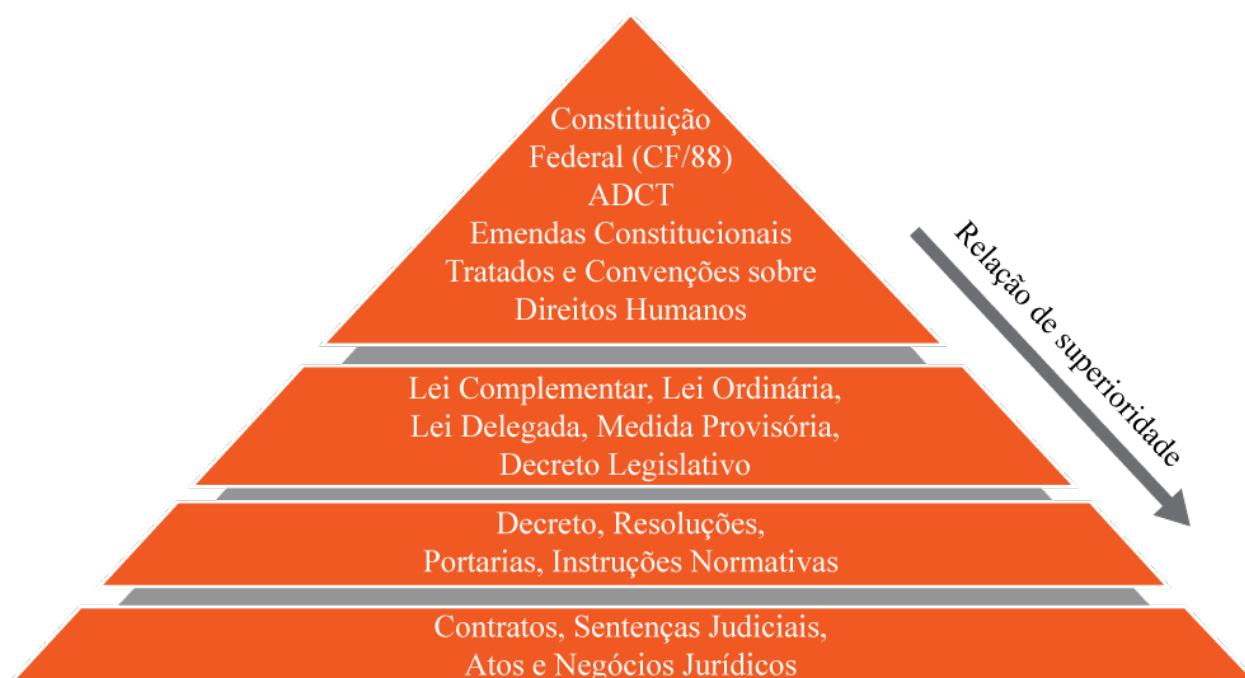 Constituição
Federal (CF/88)
ADCT
Emendas Constitucionais
Tratados e Convenções sobre
Direitos Humanos
Relação de superioridade
Lei Complementar, Lei Ordinária,
Lei Delegada, Medida Provisória,
Decreto Legislativo
Decreto, Resoluções,
Portarias, Instruções Normativas
Contratos, Sentenças Judiciais,
Atos e Negócios Jurídicos